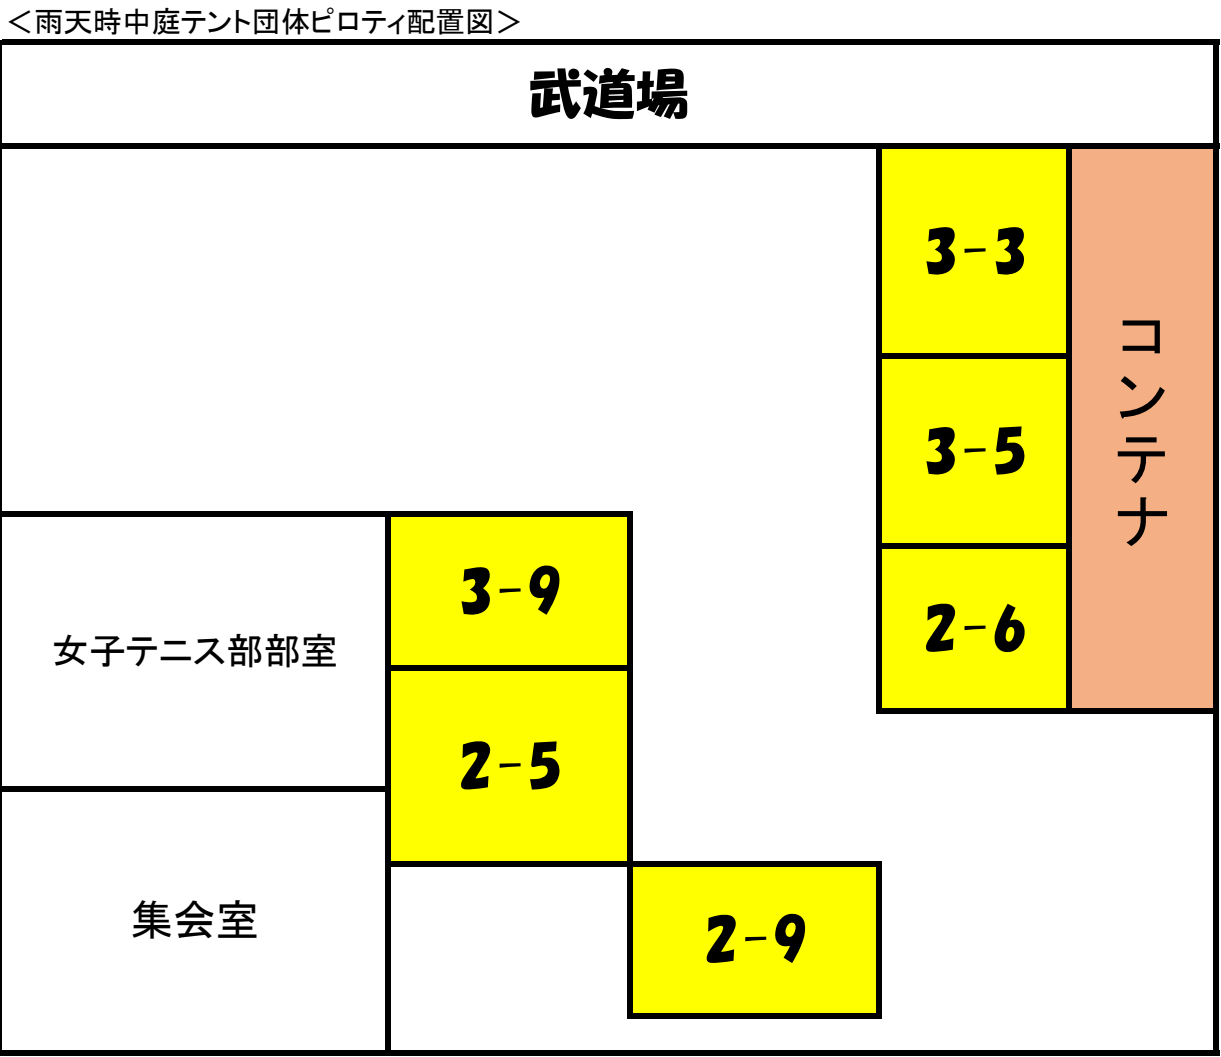 ＜雨天時中庭テント団体ピロティ配置図＞
武道場
3-3
コンテナ
3-5
3-9
2-6
女子テニス部部室
2-5
集会室
2-9